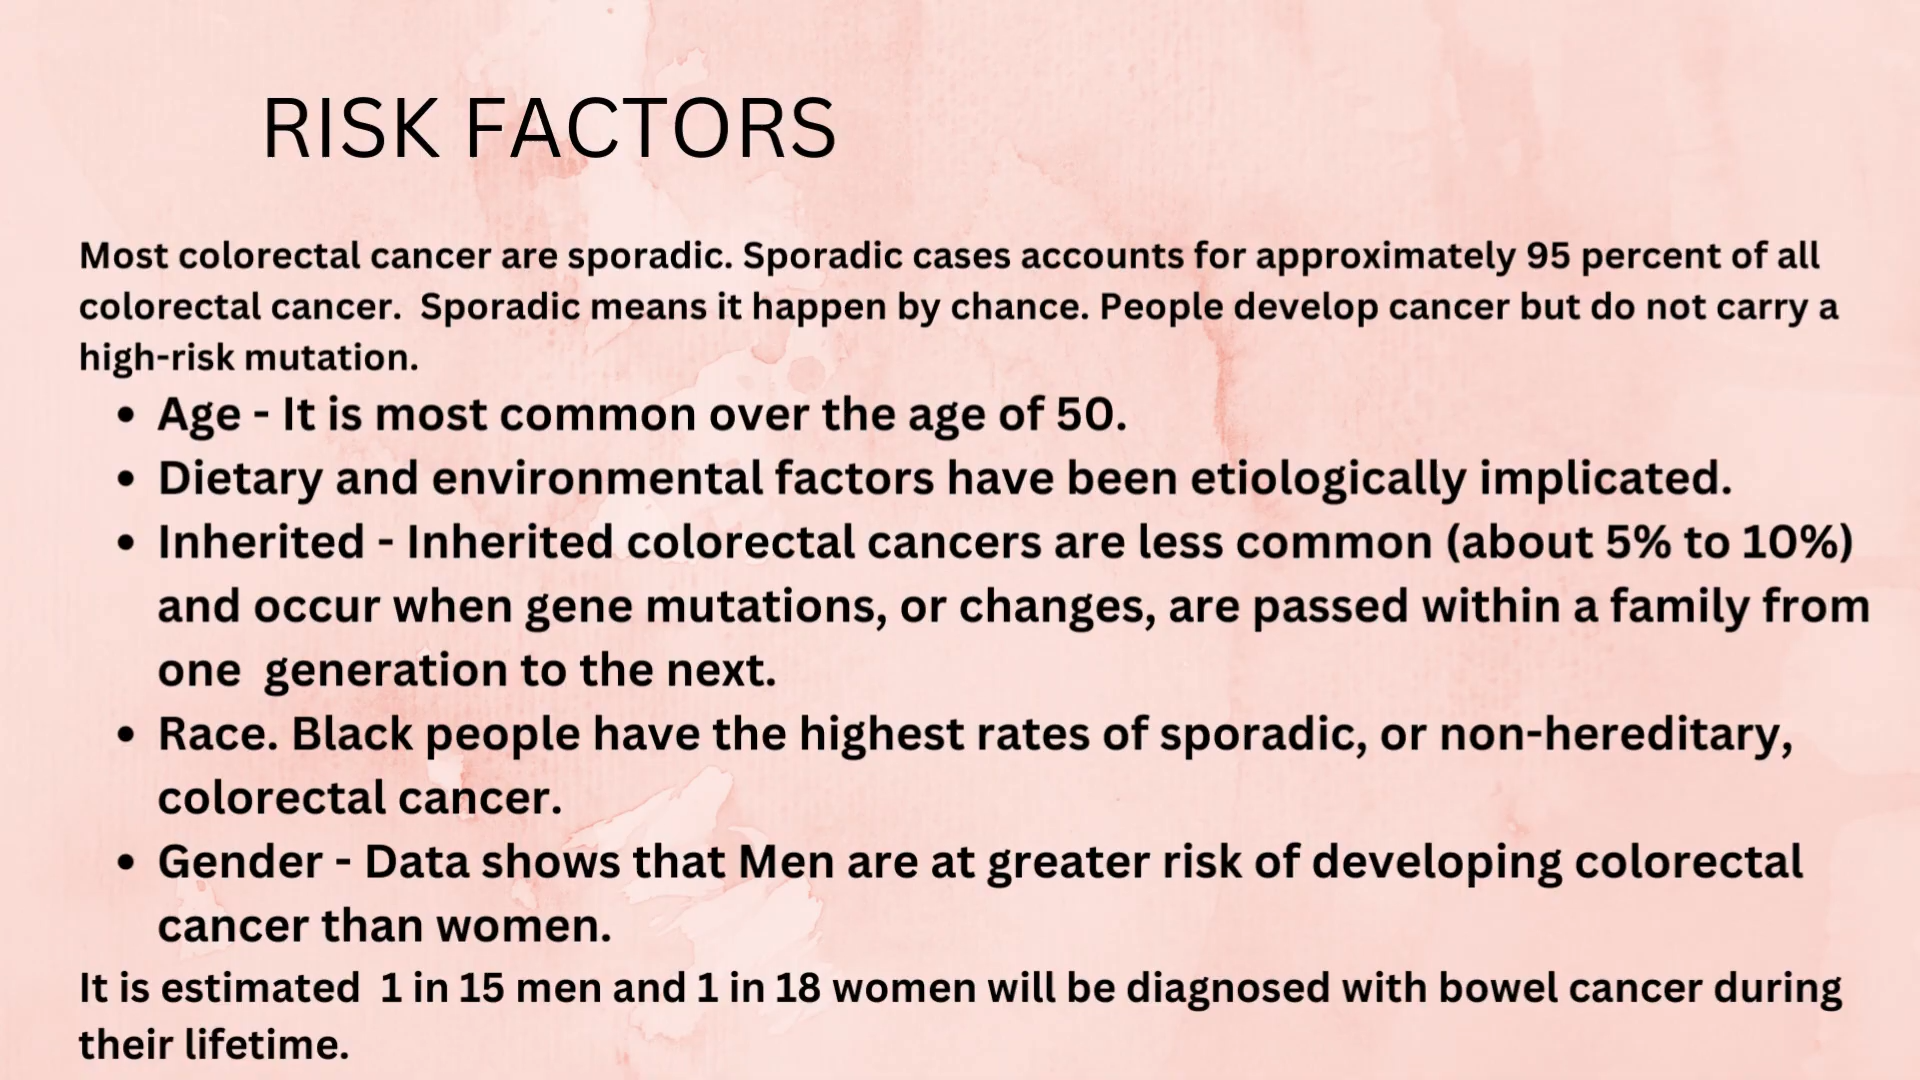 RISK FACTORS
Most colorectal cancer are sporadic. Sporadic cases accounts for approximately 95 percent of all
colorectal cancer.  Sporadic means it happen by chance. People develop cancer but do not carry a
high-risk mutation.
• Age - It is most common over the age of 50.
• Dietary and environmental factors have been etiologically implicated.
• Inherited - Inherited colorectal cancers are less common (about 5% to 10%)
and occur when gene mutations, or changes, are passed within a family from
one  generation to the next.
• Race. Black people have the highest rates of sporadic, or non-hereditary,
colorectal cancer.
• Gender - Data shows that Men are at greater risk of developing colorectal
cancer than women.
It is estimated  1 in 15 men and 1 in 18 women will be diagnosed with bowel cancer during
their lifetime.